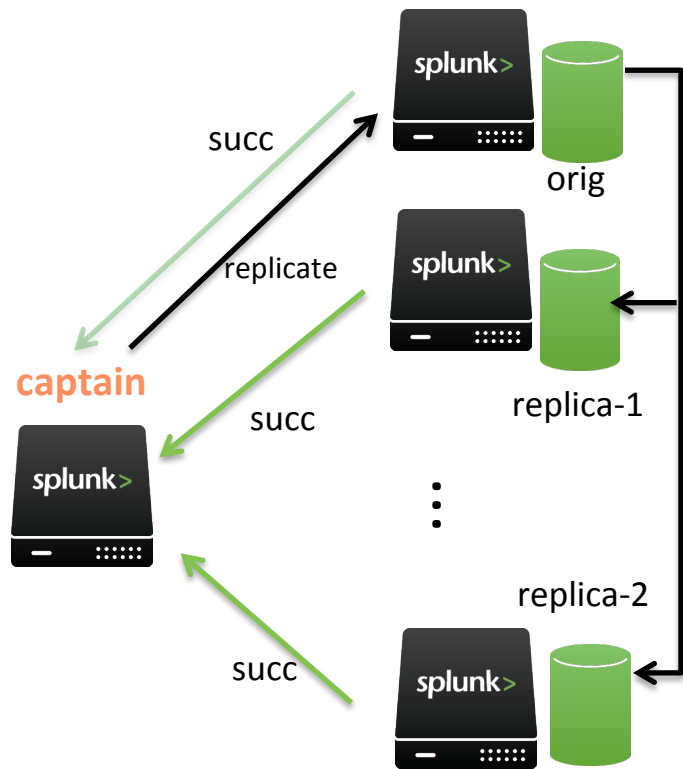 splunk>
succ
orig
replicate
splunk>
captain
replica-1
succ
splunk>
replica-2
succ
splunk>